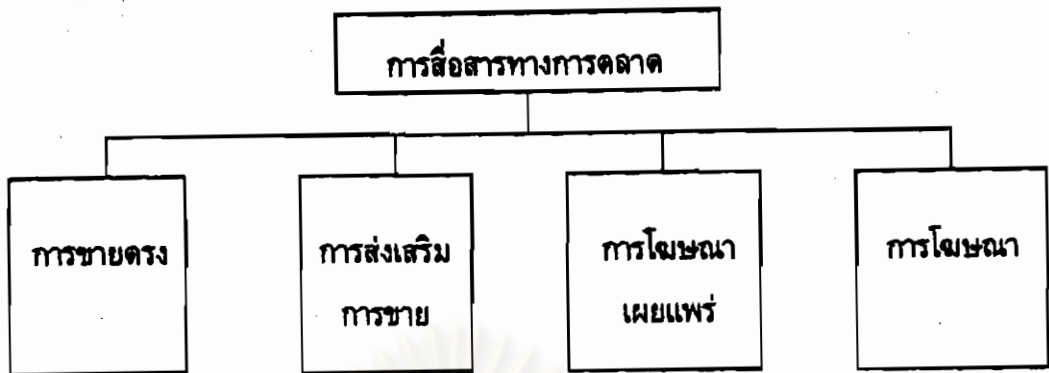 การสื่อสารทางการตลาด
การขายตรง
การส่งเสริม
การขาย
การโฆษณา
เผยแพร่
การโฆษณา